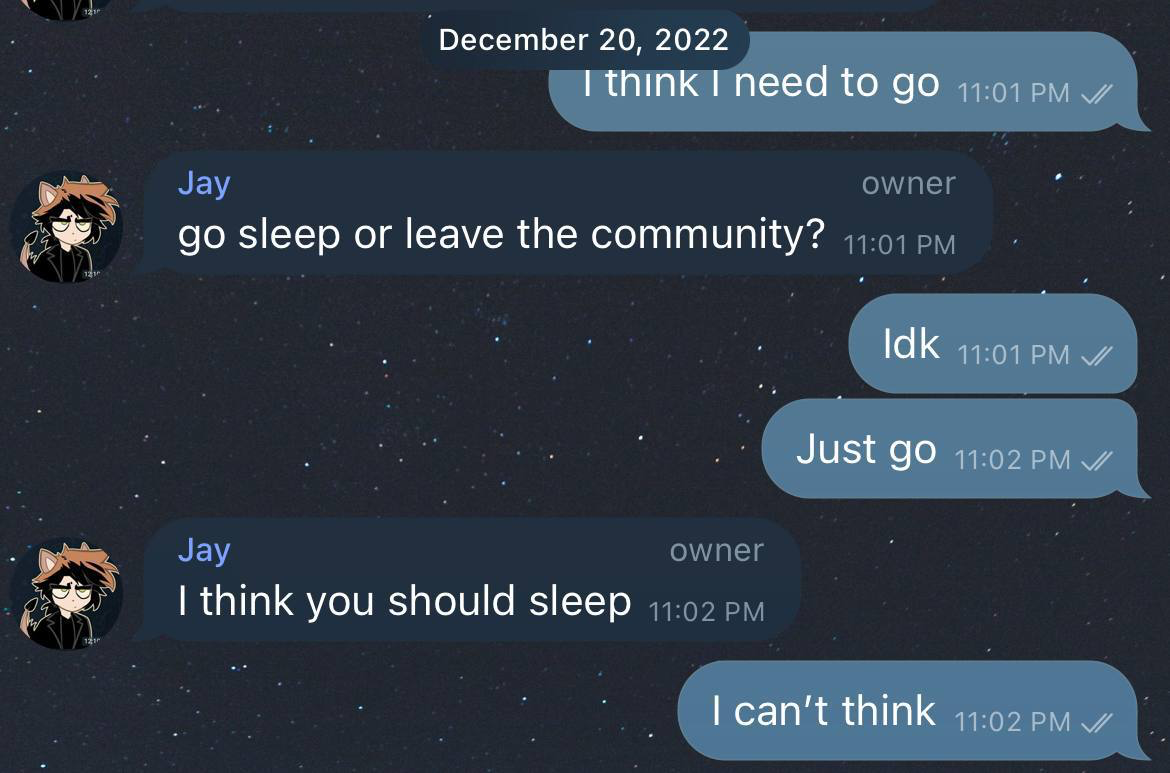 December 20, 2022
I think I need to go 11:01 PM
Jay owner
go sleep or leave the community? 11:01 PM
Idk 11:01 PM
Just go 11:02 PM
Jay owner
I think you should sleep 11:02 PM
I can’t think 11:02 PM